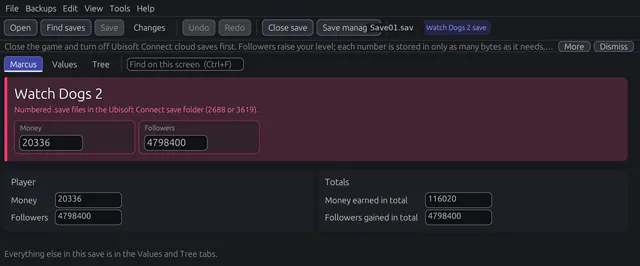 File Backups Edit View Tools Help
Open Find saves Save Changes Undo Redo Close save Save manag Save01.sav Watch Dogs 2 save
Close the game and turn off Ubisoft Connect cloud saves first. Followers raise your level; each number is stored in only as many bytes as it needs,... More Dismiss
Marcus Values Tree Find on this screen (Ctrl+F)
Watch Dogs 2
Numbered .save files in the Ubisoft Connect save folder (2688 or 3619).
Money Followers
20336 4798400
Player Totals
Money 20336 Money earned in total 116020
Followers 4798400 Followers gained in total 4798400
Everything else in this save is in the Values and Tree tabs.